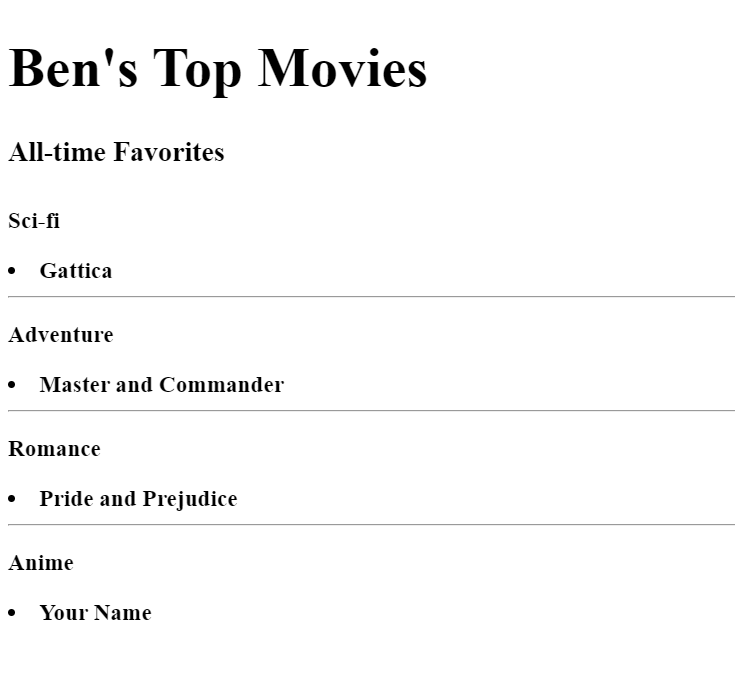 Ben's Top Movies
All-time Favorites
Sci-fi
• Gattica
Adventure
• Master and Commander
Romance
• Pride and Prejudice
Anime
• Your Name